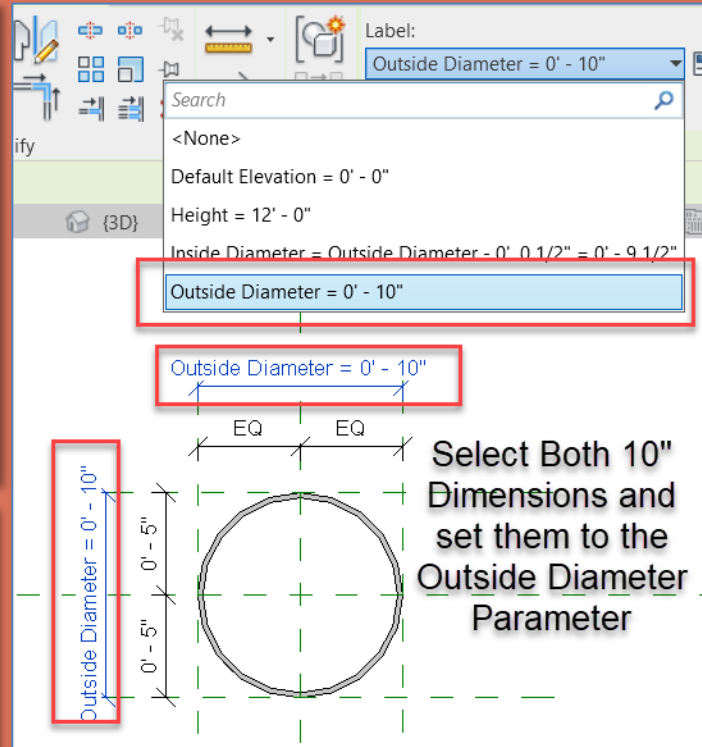 Label:
Outside Diameter = 0' - 10"
Search
<None>
Default Elevation = 0' - 0"
Height = 12' - 0"
Inside Diameter = Outside Diameter - 0' 0 1/2" = 0' - 9 1/2"
Outside Diameter = 0' - 10"
ify
{3D}
Outside Diameter = 0' - 10"
EQ
EQ
Outside Diameter = 0' - 10"
0' - 5"
0' - 5"
Select Both 10"
Dimensions and
set them to the
Outside Diameter
Parameter